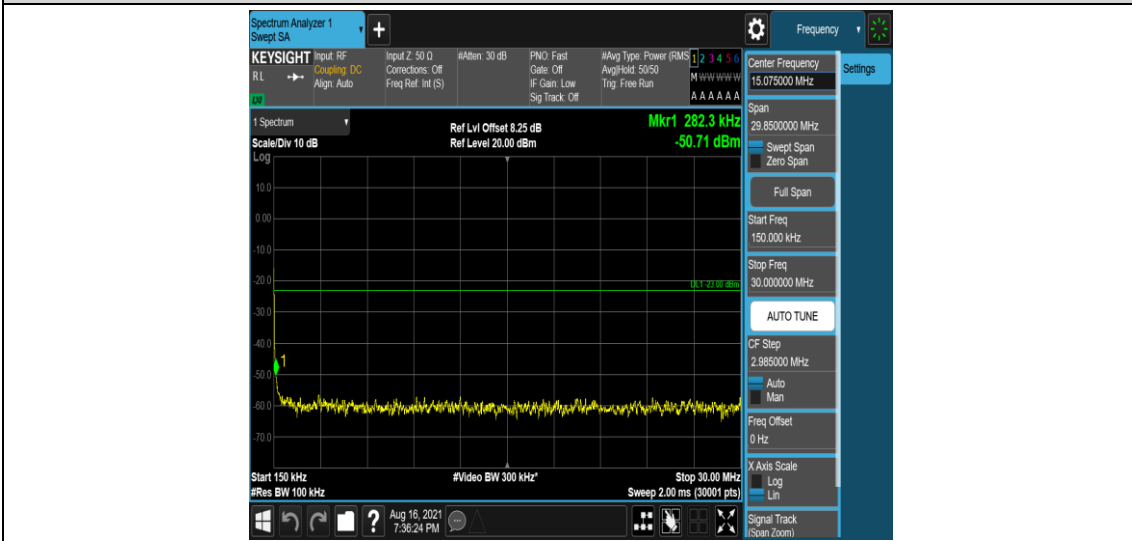 Spectrum Analyzer 1
Swept SA
+
Frequency
KEYSIGHT
RL
LXI
Input: RF
Coupling: DC
Align: Auto
Input Z: 50 Ω
Corrections: Off
Freq Ref: Int (S)
#Atten: 30 dB
PNO: Fast
Gate: Off
IF Gain: Low
Sig Track: Off
#Avg Type: Power (RMS
Avg|Hold: 50/50
Trig: Free Run
1 2 3 4 5 6
M W W W W W
A A A A A A
1 Spectrum
Scale/Div 10 dB
Log
Ref Lvl Offset 8.25 dB
Ref Level 20.00 dBm
Mkr1 282.3 kHz
-50.71 dBm
10.0
0.00
-10.0
-20.0
DL1 -23.00 dBm
-30.0
-40.0
1
-50.0
-60.0
-70.0
Start 150 kHz
#Res BW 100 kHz
#Video BW 300 kHz*
Stop 30.00 MHz
Sweep 2.00 ms (30001 pts)
?
Aug 16, 2021
7:36:24 PM
Center Frequency
15.075000 MHz
Settings
Span
29.8500000 MHz
Swept Span
Zero Span
Full Span
Start Freq
150.000 kHz
Stop Freq
30.000000 MHz
AUTO TUNE
CF Step
2.985000 MHz
Auto
Man
Freq Offset
0 Hz
X Axis Scale
Log
Lin
Signal Track
(Span Zoom)